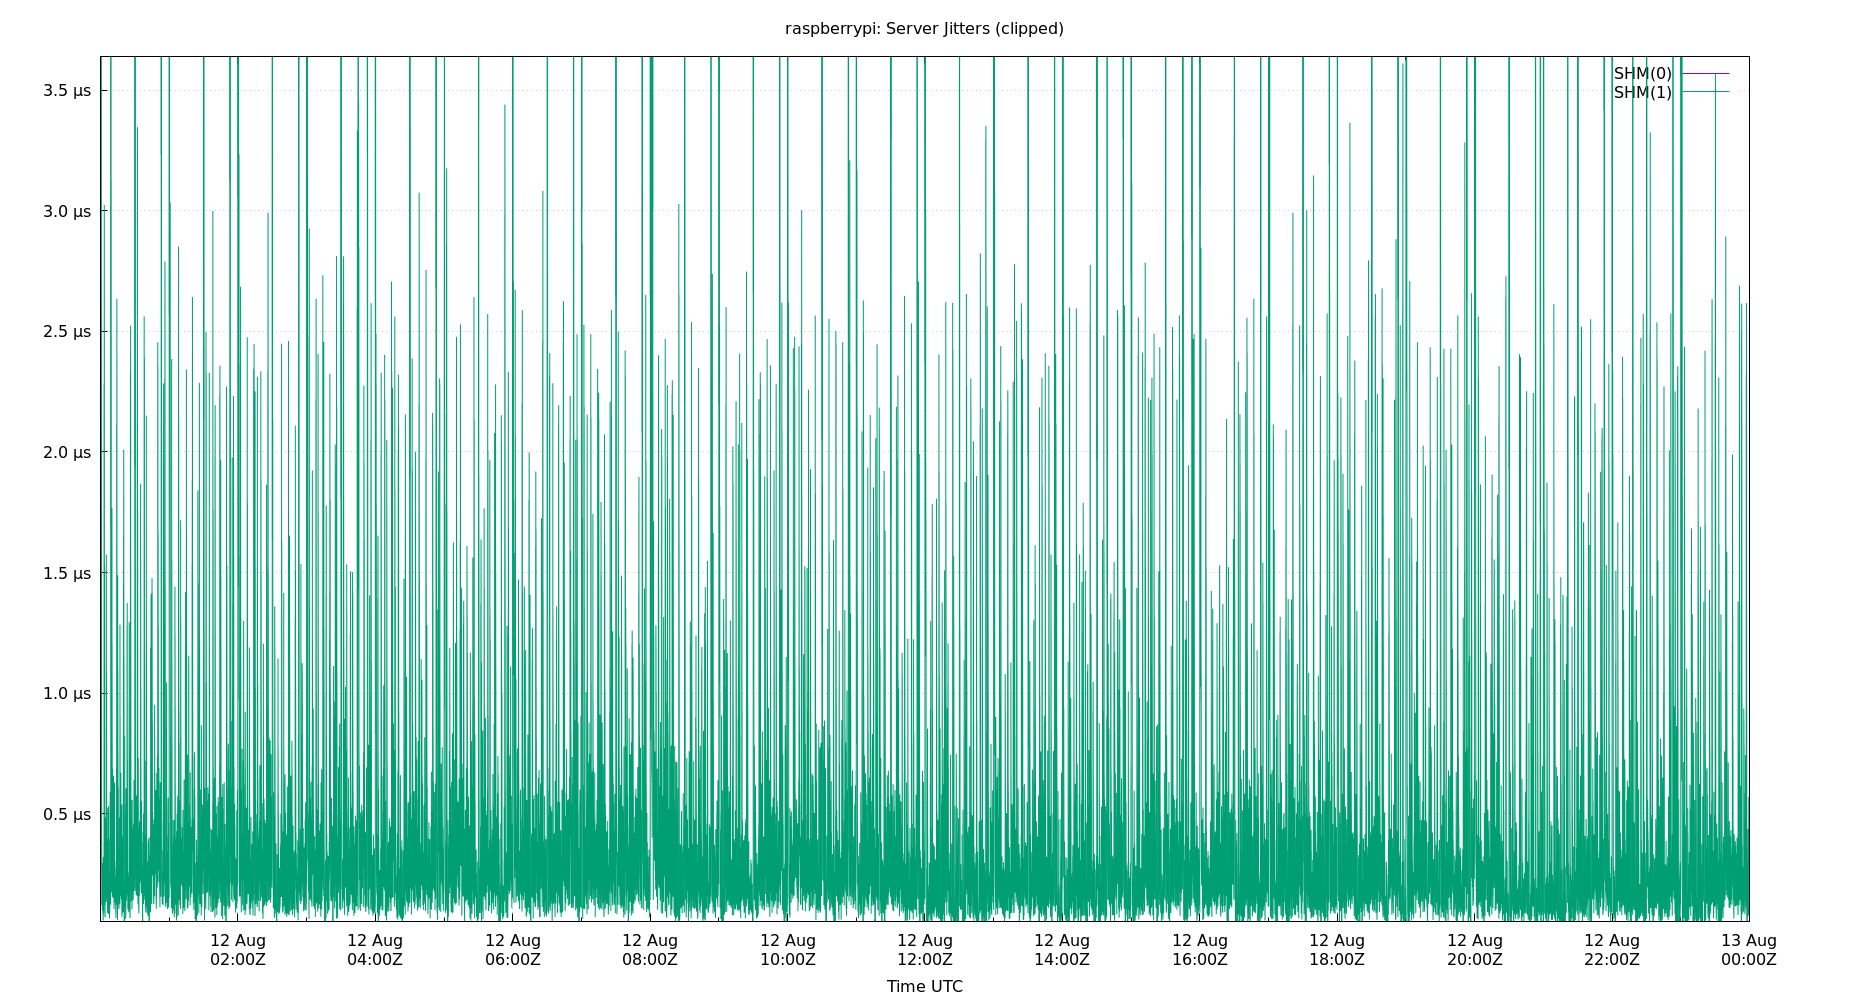 raspberrypi: Server Jitters (clipped)
SHM(0)
SHM(1)
3.5 µs
3.0 µs
2.5 µs
2.0 µs
1.5 µs
1.0 µs
0.5 µs
12 Aug 12 Aug 12 Aug 12 Aug 12 Aug 12 Aug 12 Aug 12 Aug 12 Aug 12 Aug 12 Aug 13 Aug
02:00Z 04:00Z 06:00Z 08:00Z 10:00Z 12:00Z 14:00Z 16:00Z 18:00Z 20:00Z 22:00Z 00:00Z
Time UTC